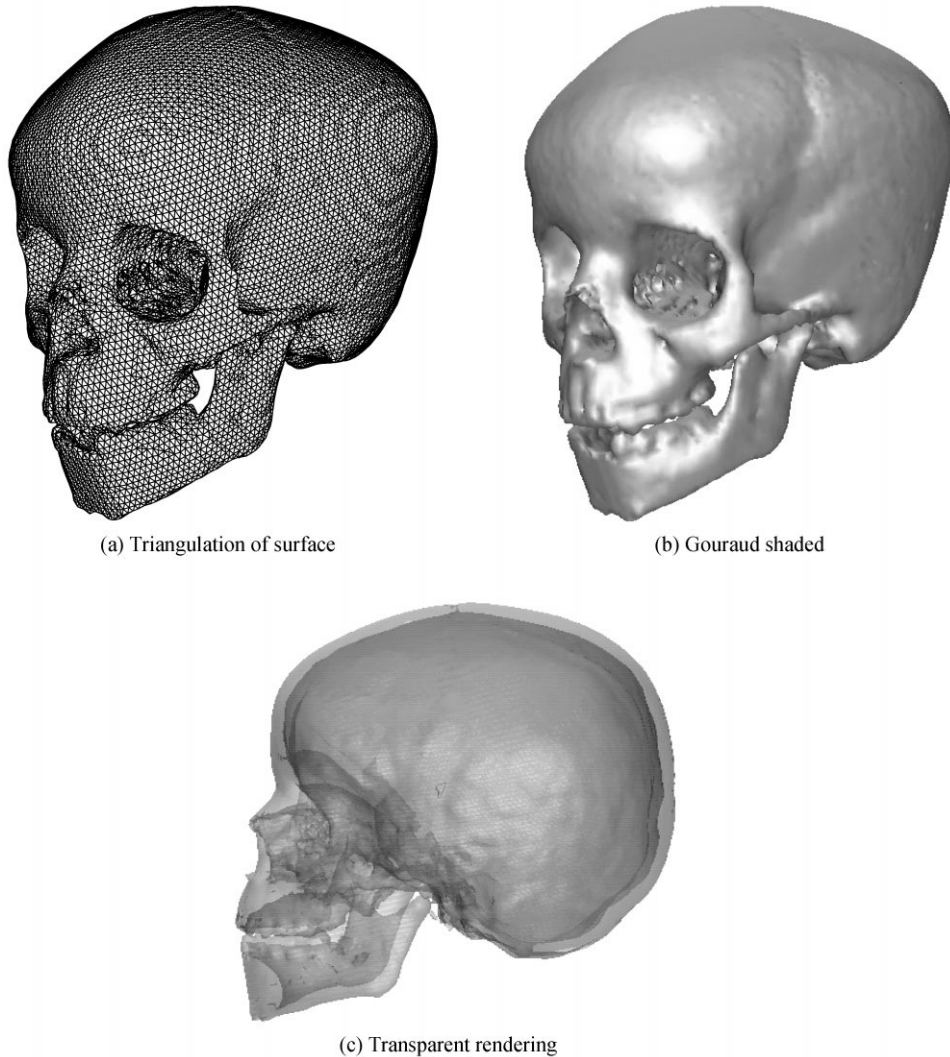 (a) Triangulation of surface
(b) Gouraud shaded
(c) Transparent rendering